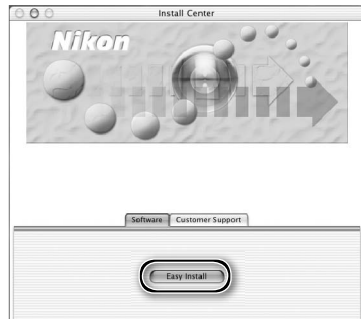 Install Center
Nikon
Software
Customer Support
Easy Install